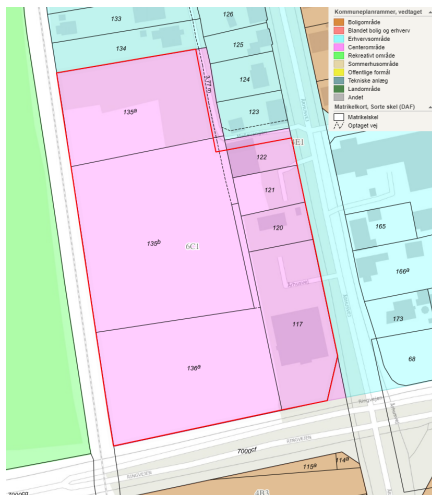 Kommuneplanrammer, vedtaget
Boligområde
Blandet bolig og erhverv
Erhvervsområde
Centerområde
Rekreativt område
Sommerhusområde
Offentlige formål
Tekniske anlæg
Landområde
Andet
Matrikelkort, Sorte skel (DAF)
Matrikelskel
Optaget vej
133
126
134
125
124
135ᵃ
123
122
121
120
135ᵇ
6C1
165
166ᵃ
117
173
136ᵃ
68
7000ᶜᶠ
115ᵃ
114ᵃ
4B3